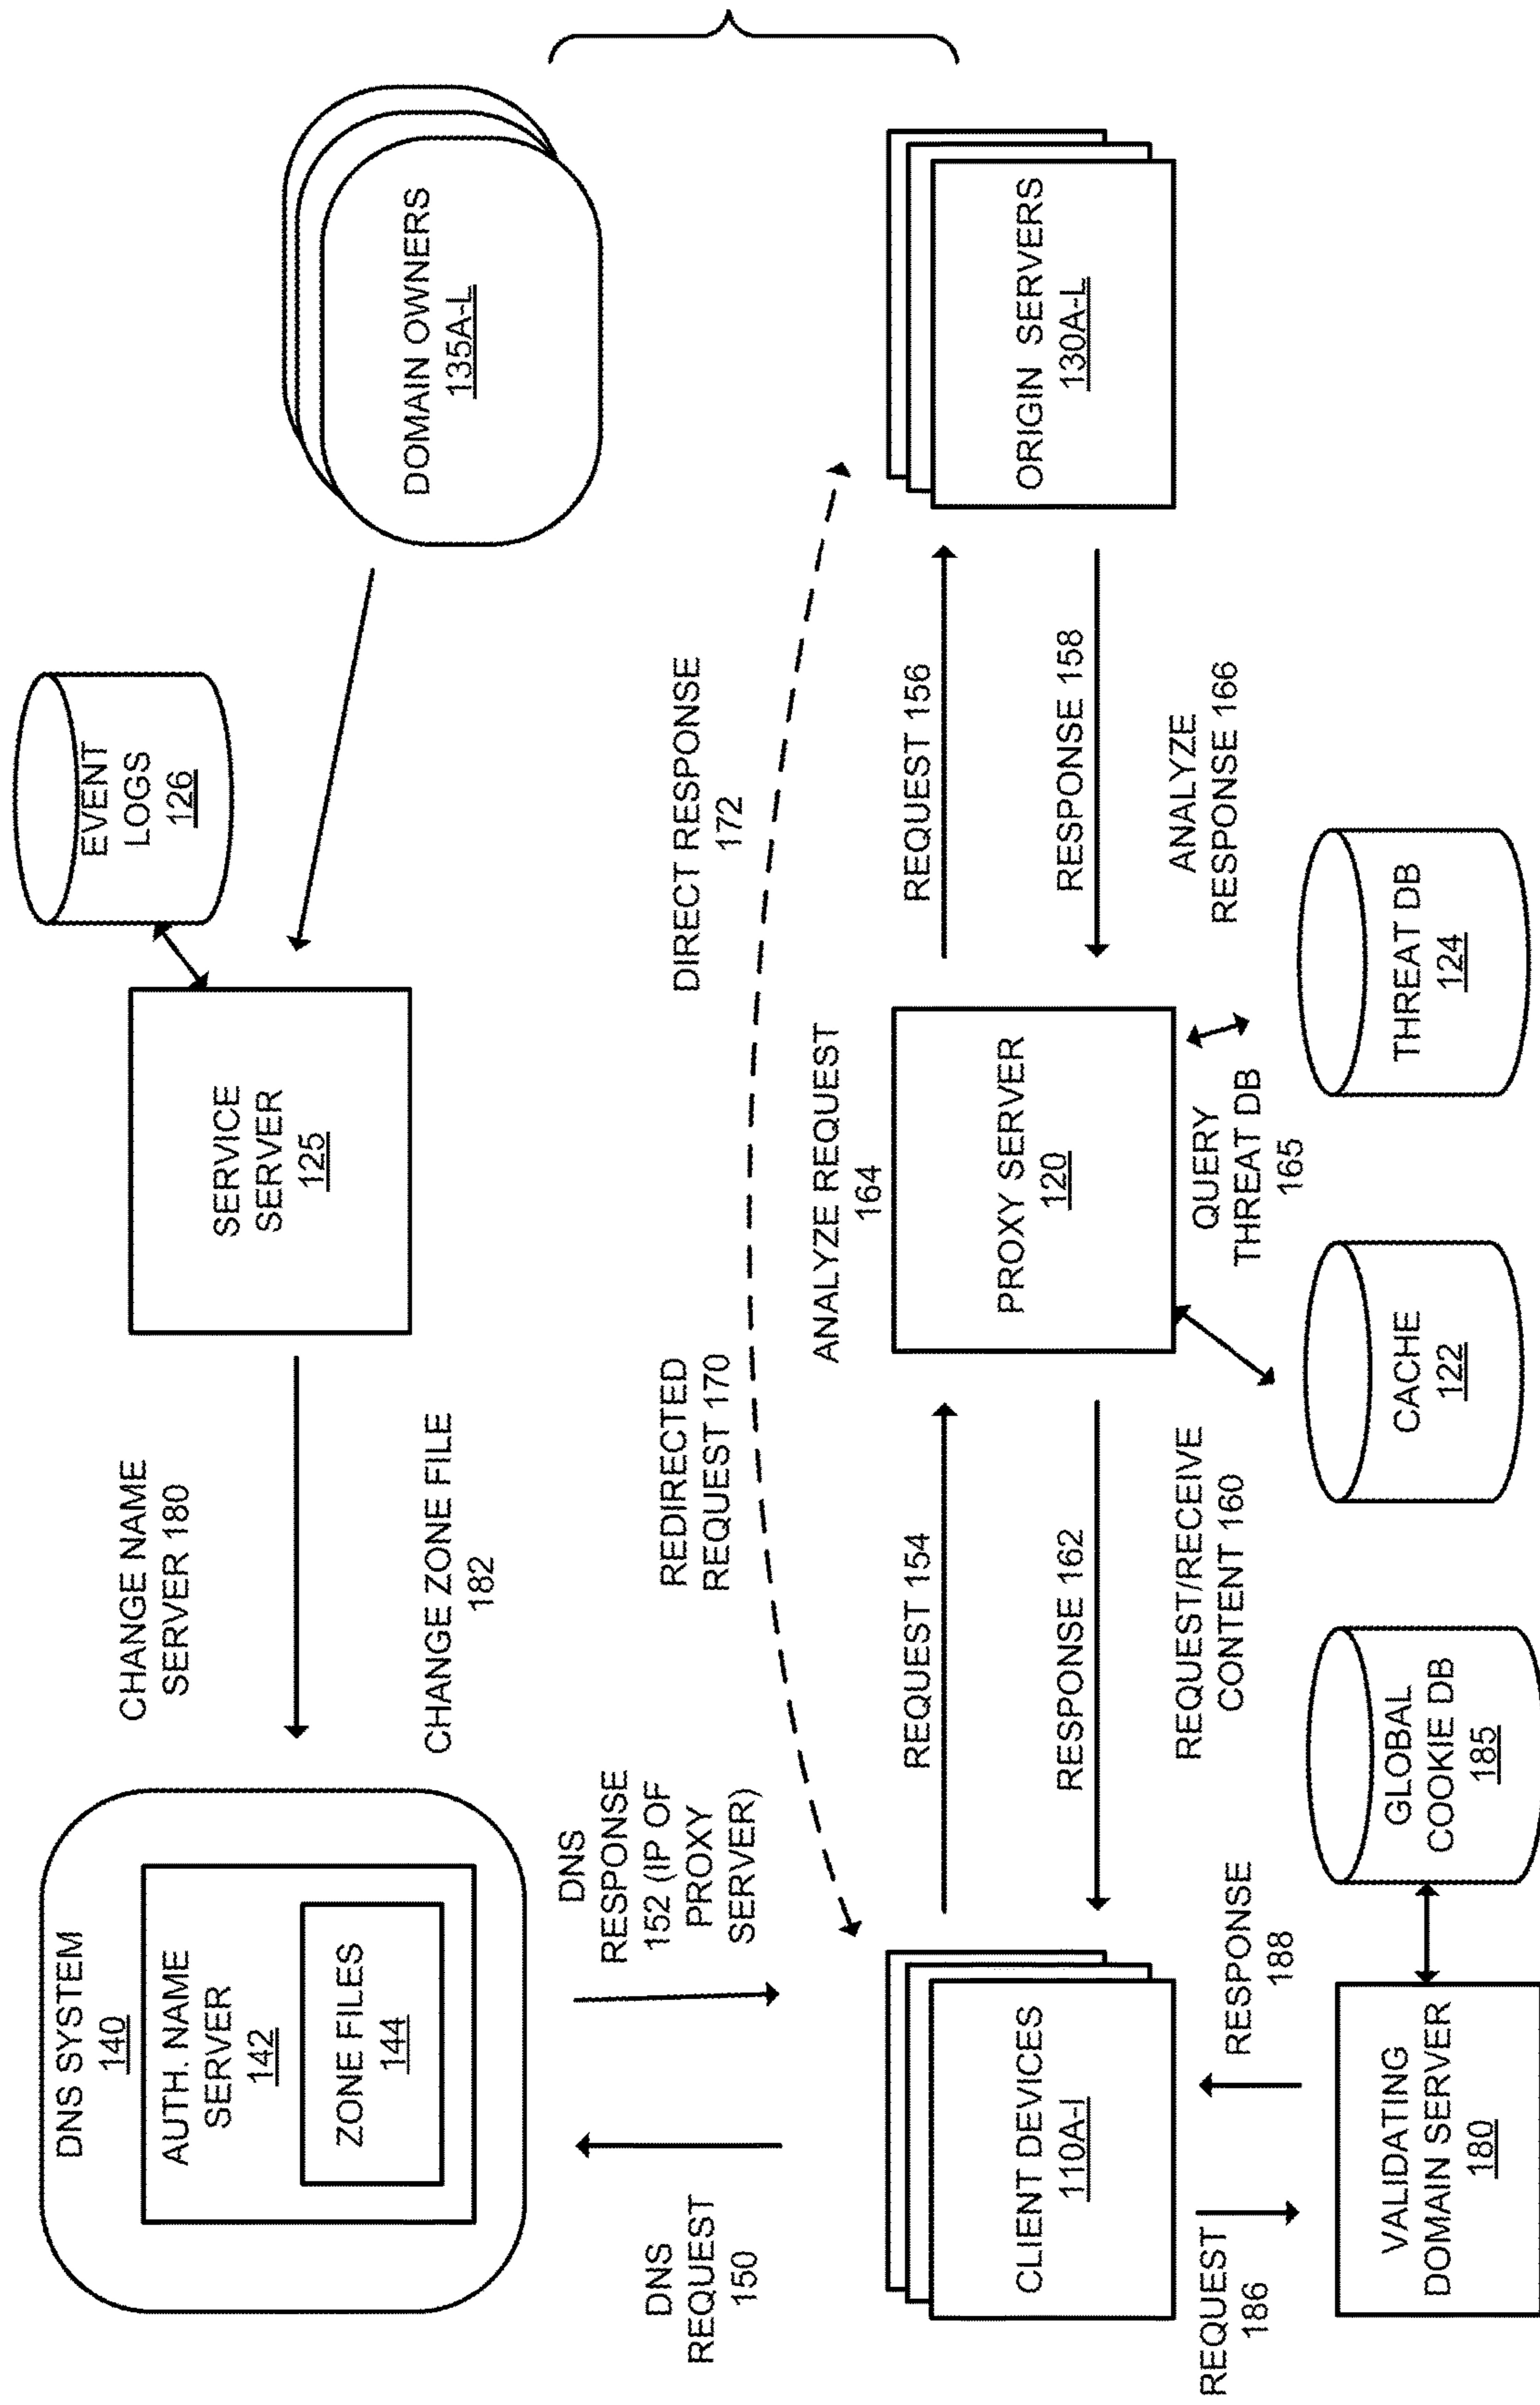 DNS SYSTEM
140
AUTH. NAME
SERVER
142
ZONE FILES
144
CHANGE NAME
SERVER 180
CHANGE ZONE FILE
182
SERVICE
SERVER
125
EVENT
LOGS
126
DOMAIN OWNERS
135A-L
DNS
REQUEST
150
DNS
RESPONSE
152 (IP OF
PROXY
SERVER)
REDIRECTED
REQUEST 170
DIRECT RESPONSE
172
CLIENT DEVICES
110A-I
REQUEST 154
RESPONSE 162
ANALYZE REQUEST
164
PROXY SERVER
120
REQUEST 156
RESPONSE 158
ORIGIN SERVERS
130A-L
REQUEST
186
RESPONSE
188
REQUEST/RECEIVE
CONTENT 160
QUERY
THREAT DB
165
ANALYZE
RESPONSE 166
VALIDATING
DOMAIN SERVER
180
GLOBAL
COOKIE DB
185
CACHE
122
THREAT DB
124